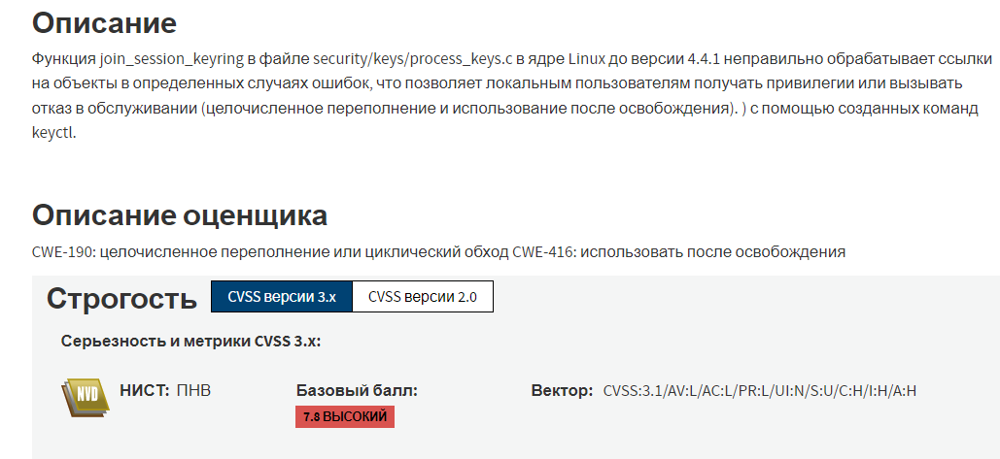 Описание
Функция join_session_keyring в файле security/keys/process_keys.c в ядре Linux до версии 4.4.1 неправильно обрабатывает ссылки
на объекты в определенных случаях ошибок, что позволяет локальным пользователям получать привилегии или вызывать
отказ в обслуживании (целочисленное переполнение и использование после освобождения). ) с помощью созданных команд
keyctl.
Описание оценщика
CWE-190: целочисленное переполнение или циклический обход CWE-416: использовать после освобождения
Строгость CVSS версии 3.x CVSS версии 2.0
Серьезность и метрики CVSS 3.x:
NVD НИСТ: ПНВ Базовый балл: Вектор: CVSS:3.1/AV:L/AC:L/PR:L/UI:N/S:U/C:H/I:H/A:H
7.8 ВЫСОКИЙ